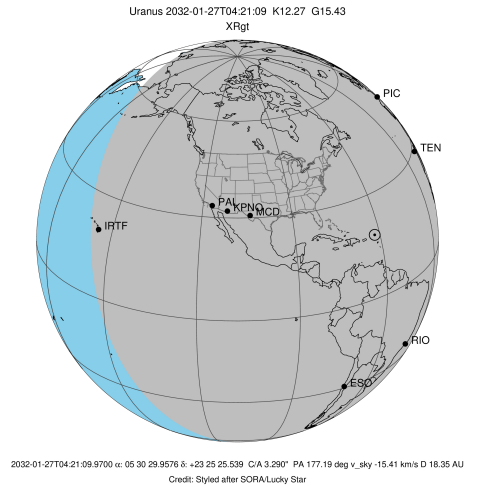 Uranus 2032-01-27T04:21:09  K12.27  G15.43
XRgt
PIC
TEN
PAL
KPNO
MCD
IRTF
RIO
ESO
2032-01-27T04:21:09.9700 α: 05 30 29.9576 δ: +23 25 25.539  C/A 3.290"  PA 177.19 deg v_sky -15.41 km/s D 18.35 AU
Credit: Styled after SORA/Lucky Star